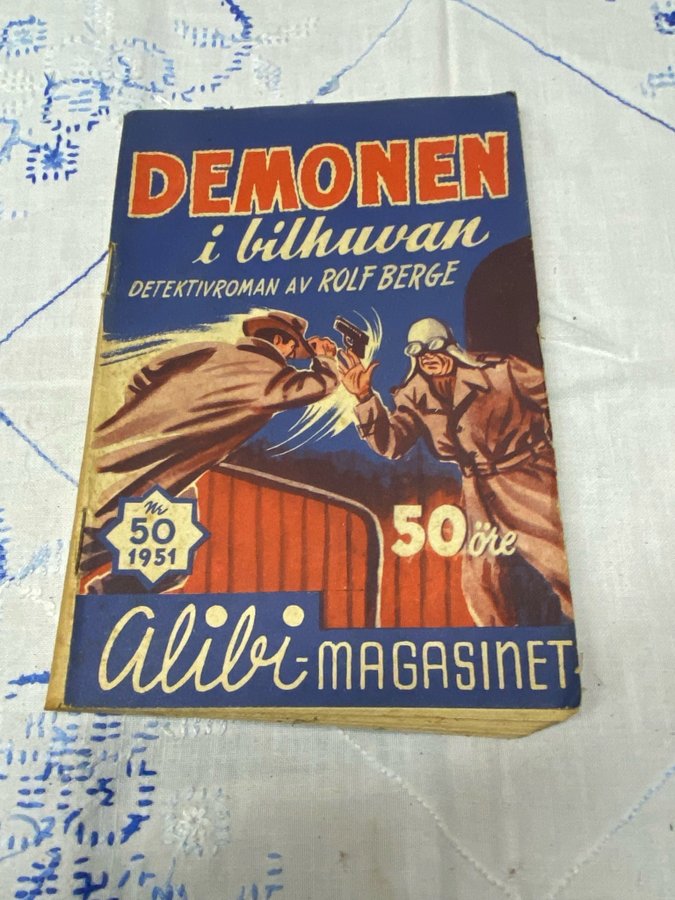 DEMONEN
i bilhuvan
DETEKTIVROMAN AV ROLF BERGE
Nr
50
1951
50 öre
alibi-MAGASINET